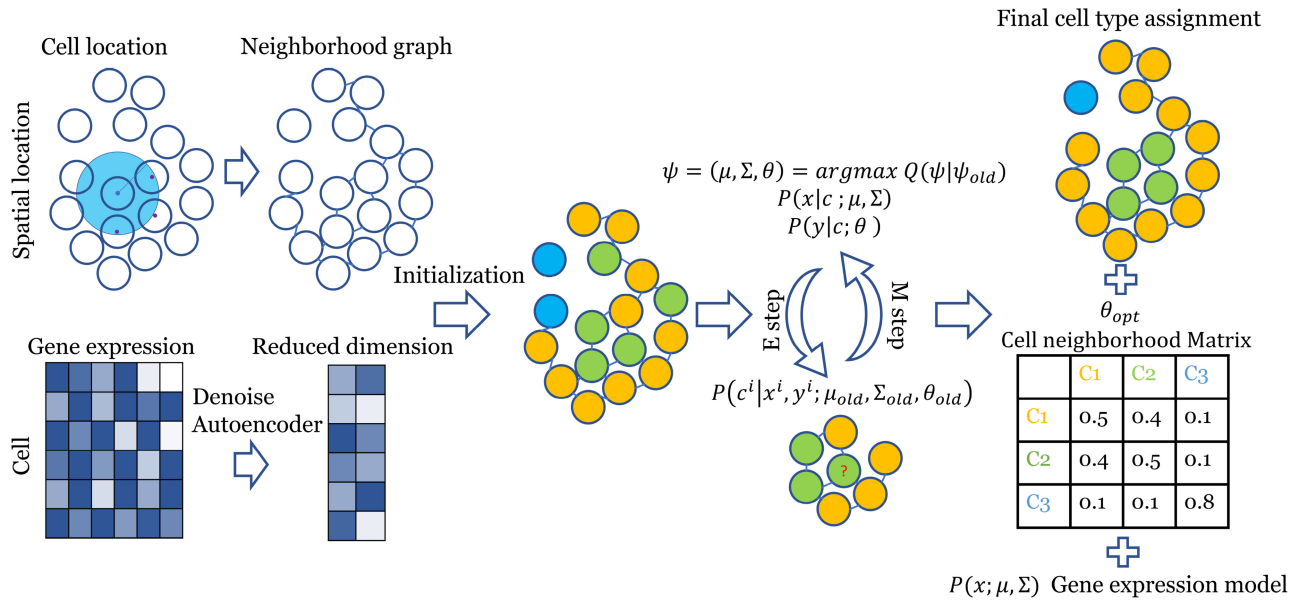 Cell location
Neighborhood graph
Spatial location
Gene expression
Reduced dimension
Cell
Denoise
Autoencoder
Initialization
ψ = (μ, Σ, θ) = argmax Q(ψ|ψ_old)
P(x|c ; μ, Σ)
P(y|c; θ )
E step
M step
P(c^i|x^i, y^i; μ_old, Σ_old, θ_old)
?
Final cell type assignment
θ_opt
Cell neighborhood Matrix
C1 C2 C3
C1 0.5 0.4 0.1
C2 0.4 0.5 0.1
C3 0.1 0.1 0.8
P(x; μ, Σ) Gene expression model